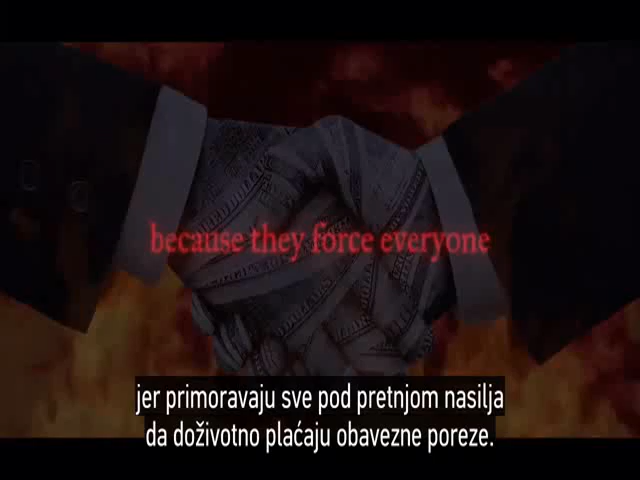 because they force everyone
jer primoravaju sve pod pretnjom nasilja
da doživotno plaćaju obavezne poreze.